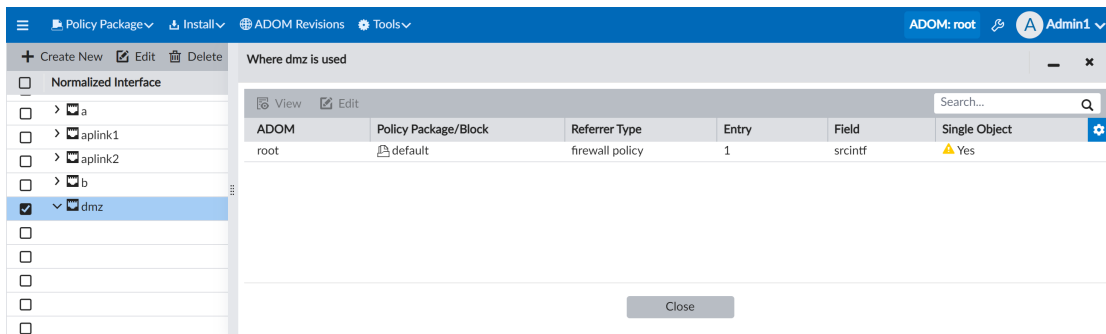 Policy Package Install ADOM Revisions Tools ADOM: root A Admin1
Create New Edit Delete
Where dmz is used
Normalized Interface
View Edit Search...
a
ADOM Policy Package/Block Referrer Type Entry Field Single Object
aplink1
root default firewall policy 1 srcintf Yes
aplink2
b
dmz
Close